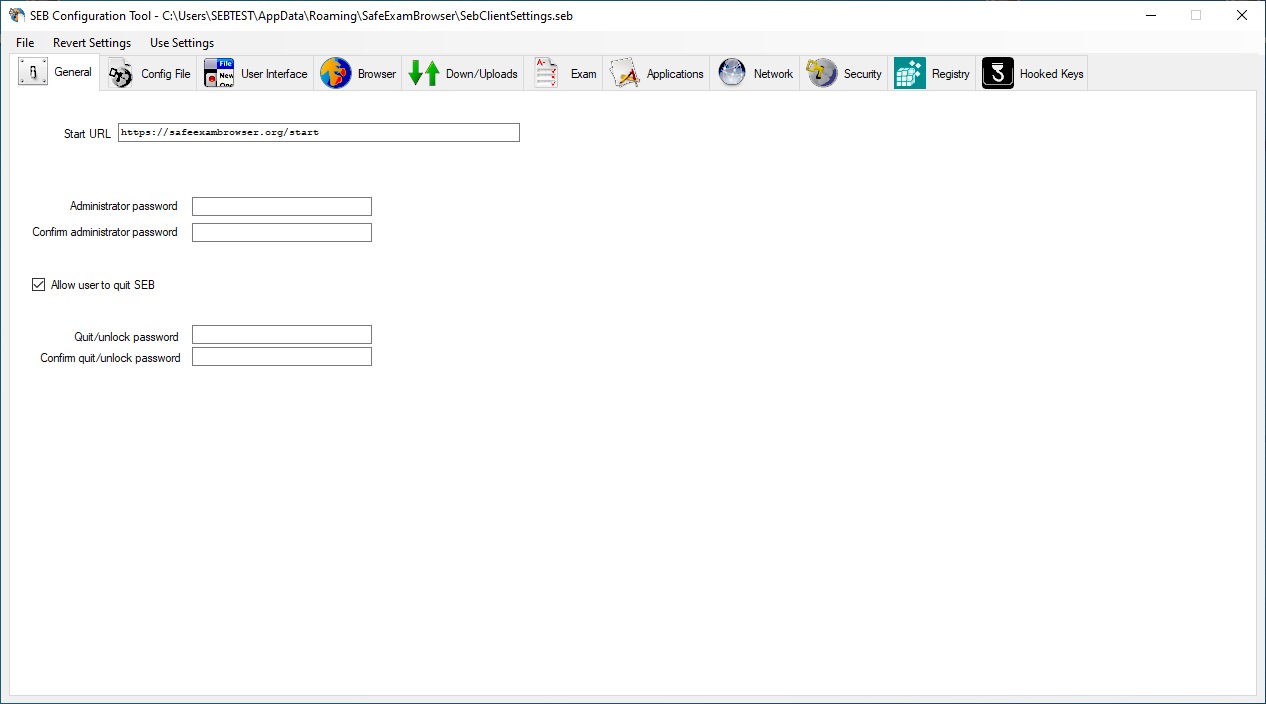 SEB Configuration Tool - C:\Users\SEBTEST\AppData\Roaming\SafeExamBrowser\SebClientSettings.seb
File Revert Settings Use Settings
General Config File User Interface Browser Down/Uploads Exam Applications Network Security Registry Hooked Keys
File
New
A-
Start URL https://safeexambrowser.org/start
Administrator password
Confirm administrator password
Allow user to quit SEB
Quit/unlock password
Confirm quit/unlock password